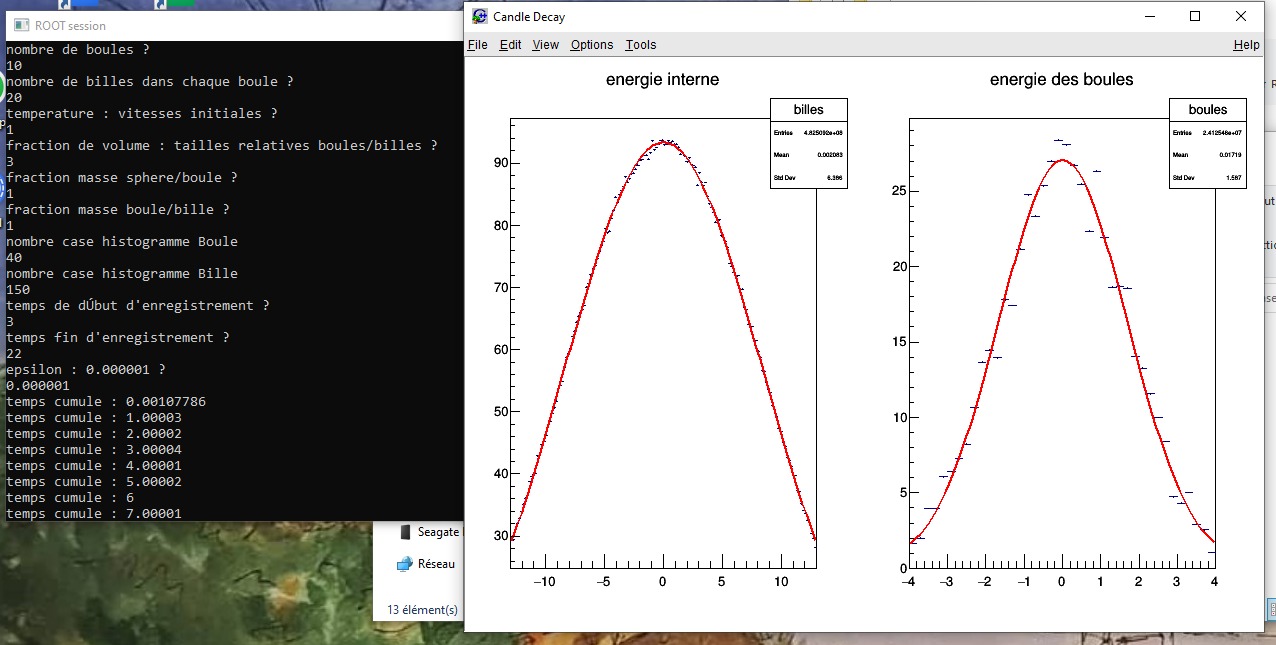 ROOT session
nombre de boules ?
10
nombre de billes dans chaque boule ?
20
temperature : vitesses initiales ?
1
fraction de volume : tailles relatives boules/billes ?
3
fraction masse sphere/boule ?
1
fraction masse boule/bille ?
1
nombre case histogramme Boule
40
nombre case histogramme Bille
150
temps de dÚbut d'enregistrement ?
3
temps fin d'enregistrement ?
22
epsilon : 0.000001 ?
0.000001
temps cumule : 0.00107786
temps cumule : 1.00003
temps cumule : 2.00002
temps cumule : 3.00004
temps cumule : 4.00001
temps cumule : 5.00002
temps cumule : 6
temps cumule : 7.00001
Seagate
Réseau
13 élément(s)
Candle Decay
File Edit View Options Tools Help
energie interne
billes
Entries 4.825092e+08
Mean 0.002083
Std Dev 6.386
90
80
70
60
50
40
30
−10 −5 0 5 10
energie des boules
boules
Entries 2.412546e+07
Mean 0.01719
Std Dev 1.587
25
20
15
10
5
0
−4 −3 −2 −1 0 1 2 3 4